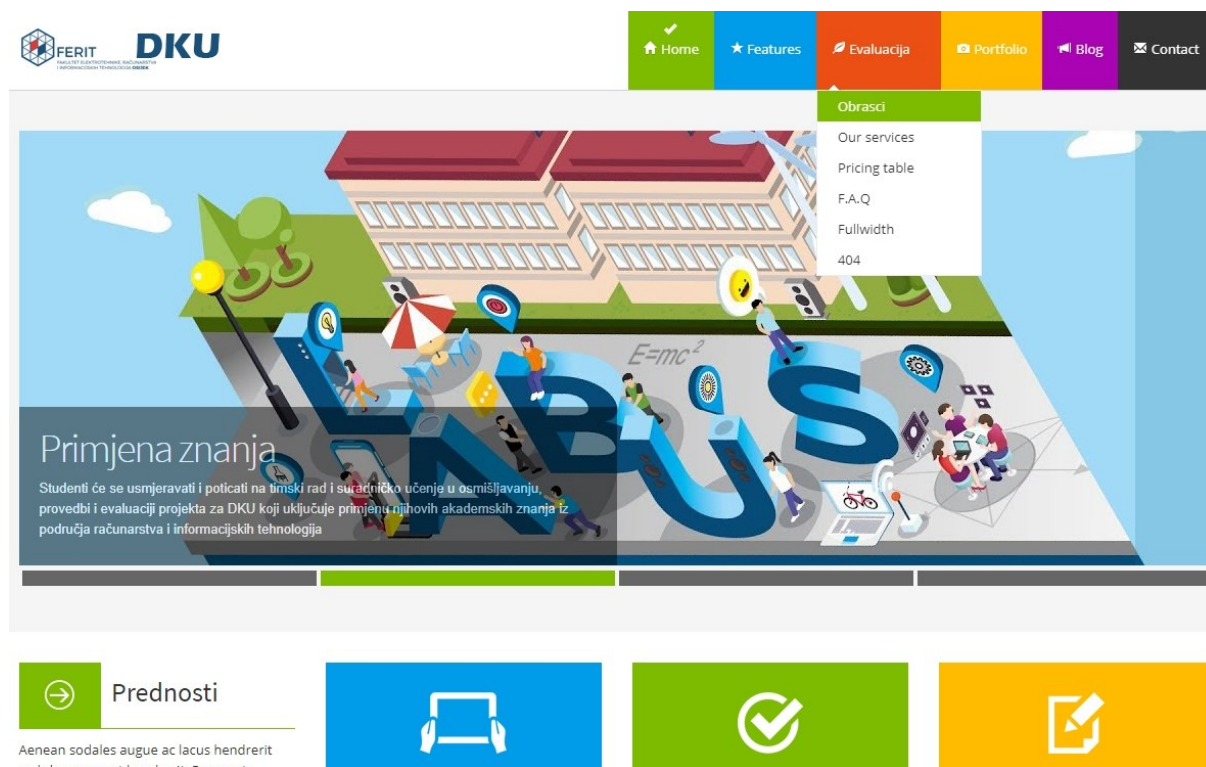 FERIT
FAKULTET ELEKTROTEHNIKE, RAČUNARSTVA
I INFORMACIJSKIH TEHNOLOGIJA OSIJEK
DKU
Home
Features
Evaluacija
Portfolio
Blog
Contact
Obrasci
Our services
Pricing table
F.A.Q
Fullwidth
404
E=mc²
LABUS
Primjena znanja
Studenti će se usmjeravati i poticati na timski rad i suradničko učenje u osmišljavanju,
provedbi i evaluaciji projekta za DKU koji uključuje primjenu njihovih akademskih znanja iz
područja računarstva i informacijskih tehnologija
Prednosti
Aenean sodales augue ac lacus hendrerit